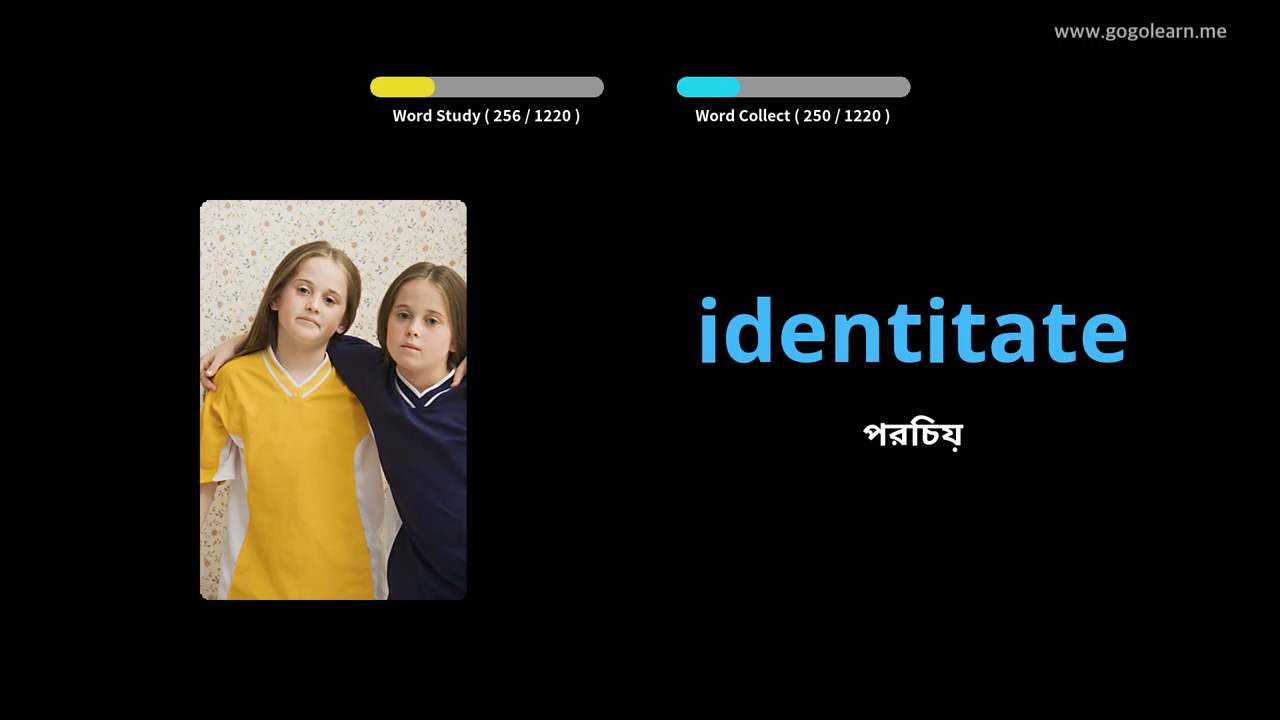 www.gogolearn.me
Word Study ( 256 / 1220 )
Word Collect ( 250 / 1220 )
identitate
পরচিয়